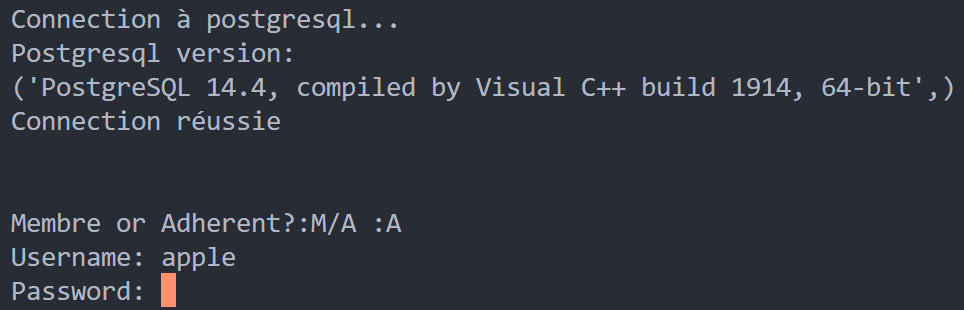 Connection à postgresql...
Postgresql version:
('PostgreSQL 14.4, compiled by Visual C++ build 1914, 64-bit',)
Connection réussie
Membre or Adherent?:M/A :A
Username: apple
Password: